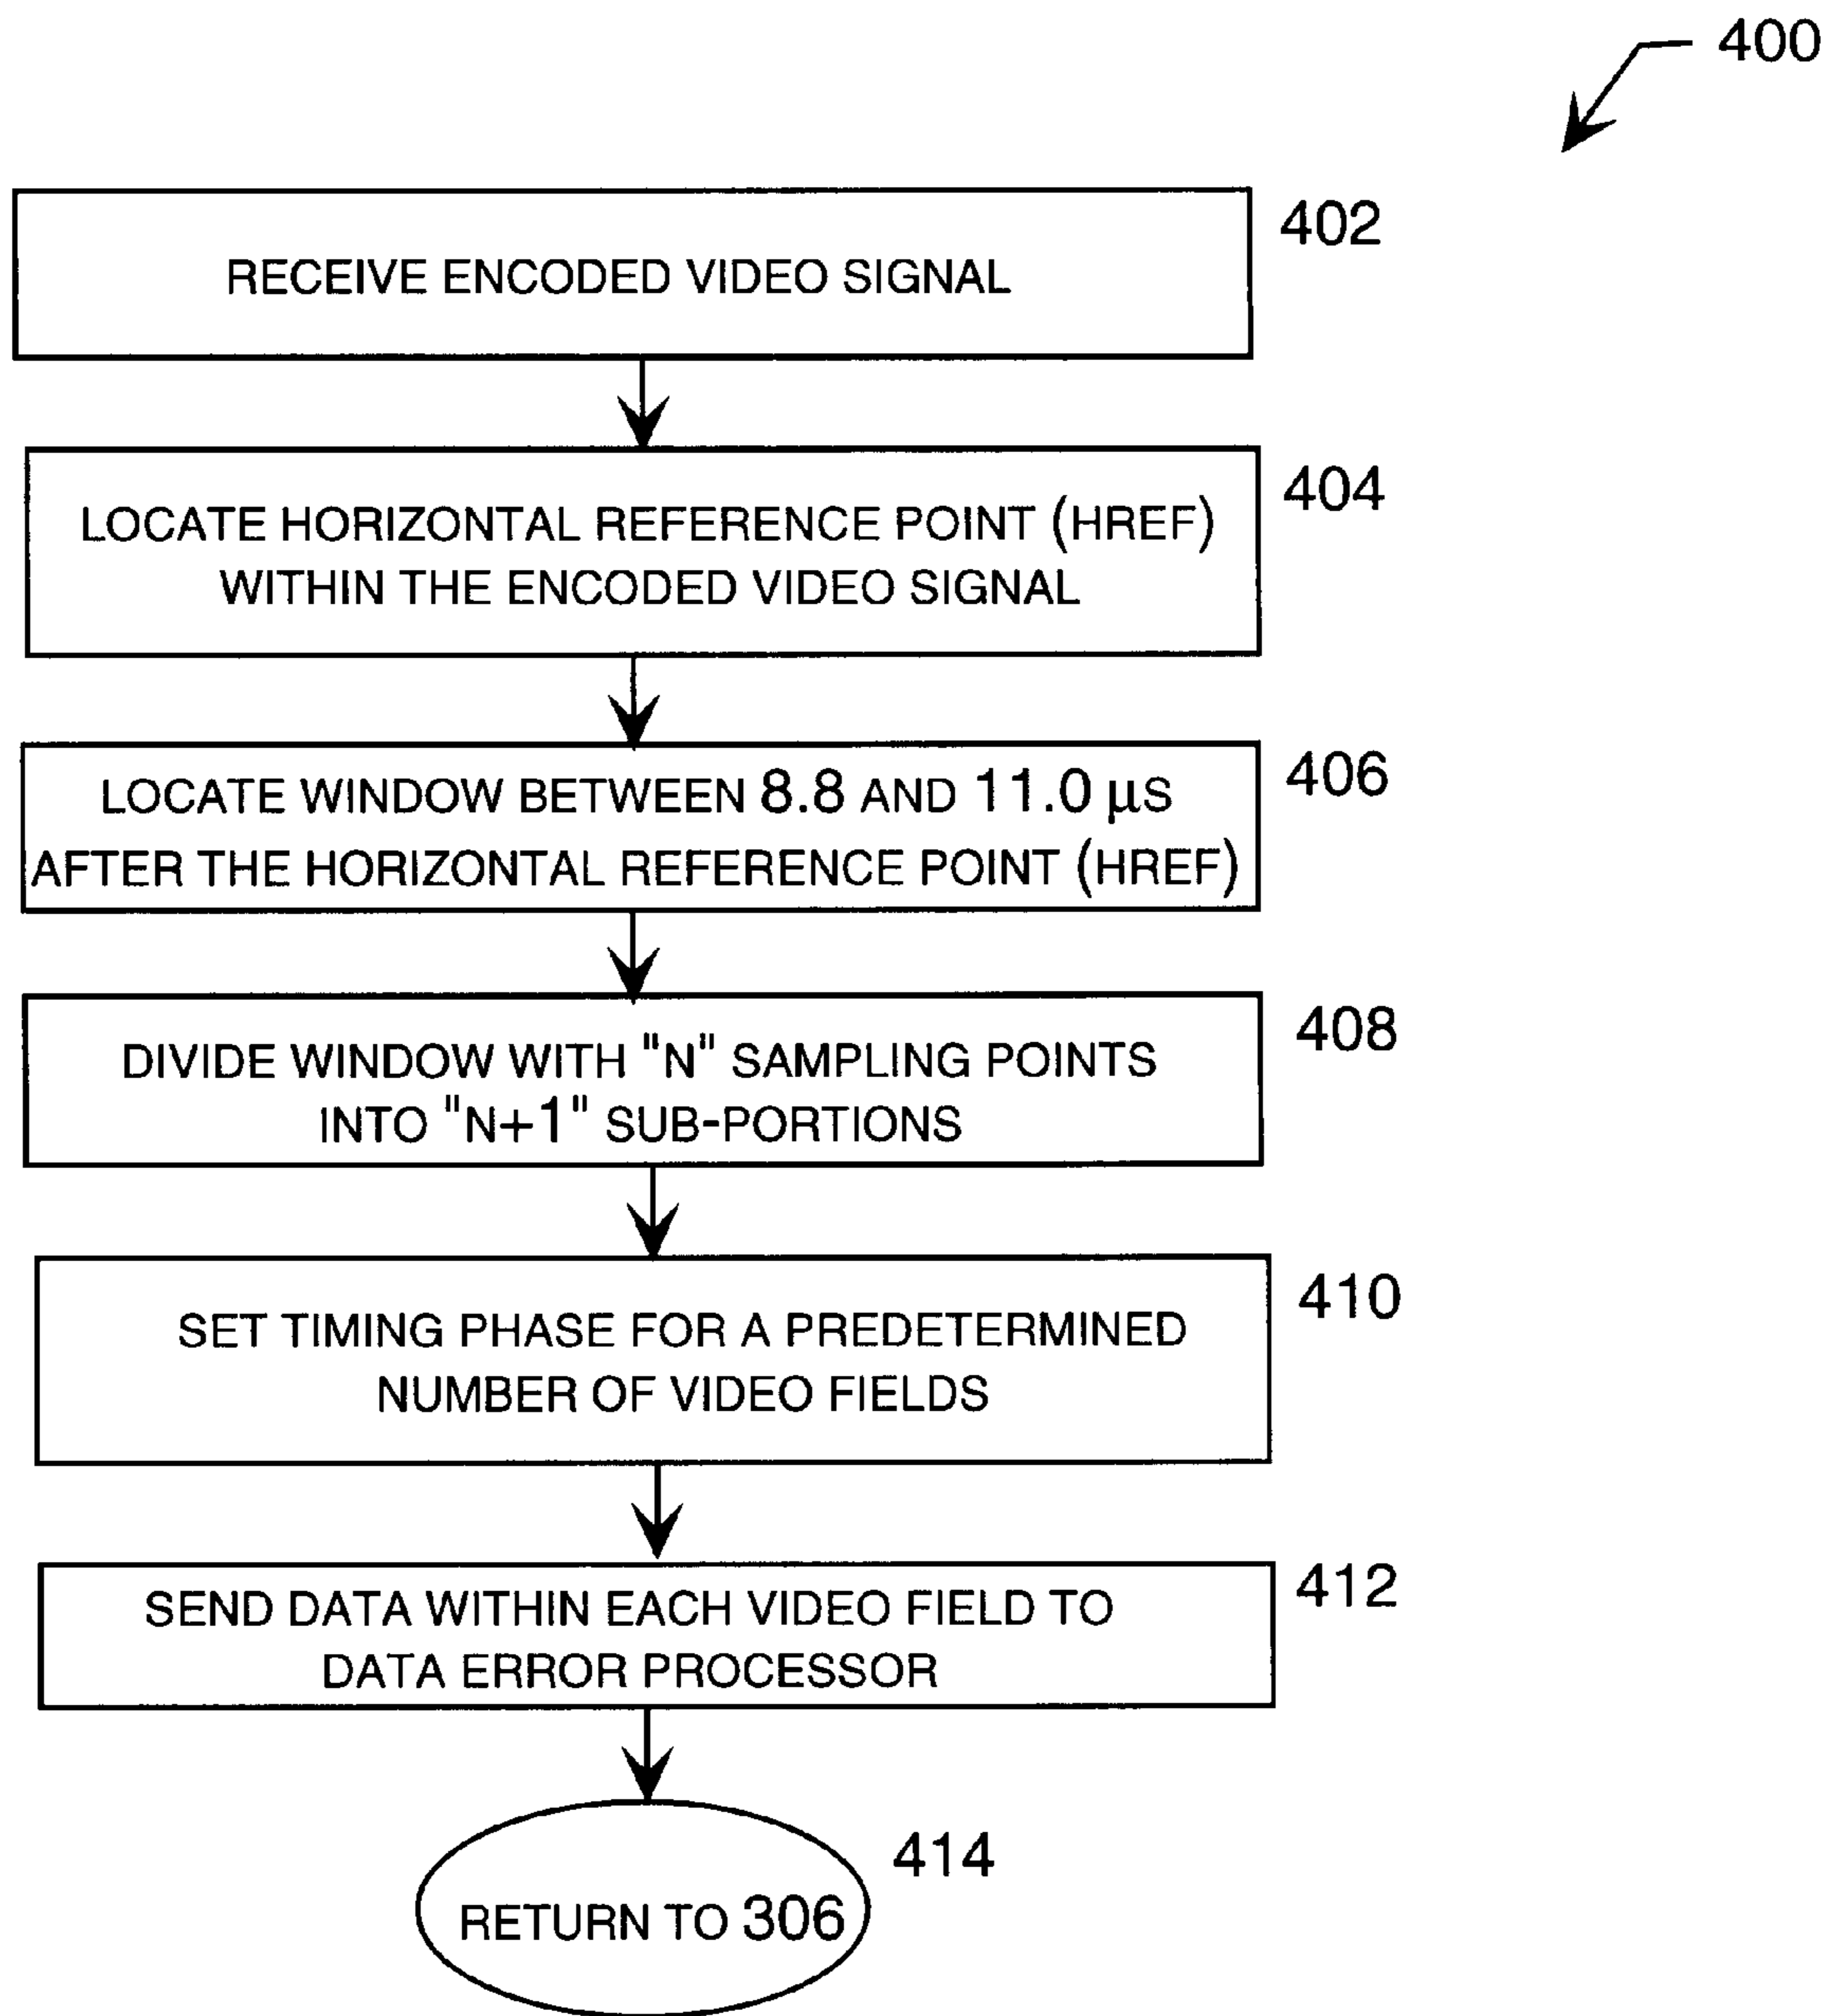 400
402
RECEIVE ENCODED VIDEO SIGNAL
404
LOCATE HORIZONTAL REFERENCE POINT (HREF)
WITHIN THE ENCODED VIDEO SIGNAL
406
LOCATE WINDOW BETWEEN 8.8 AND 11.0 µS
AFTER THE HORIZONTAL REFERENCE POINT (HREF)
408
DIVIDE WINDOW WITH "N" SAMPLING POINTS
INTO "N+1" SUB-PORTIONS
410
SET TIMING PHASE FOR A PREDETERMINED
NUMBER OF VIDEO FIELDS
412
SEND DATA WITHIN EACH VIDEO FIELD TO
DATA ERROR PROCESSOR
414
RETURN TO 306